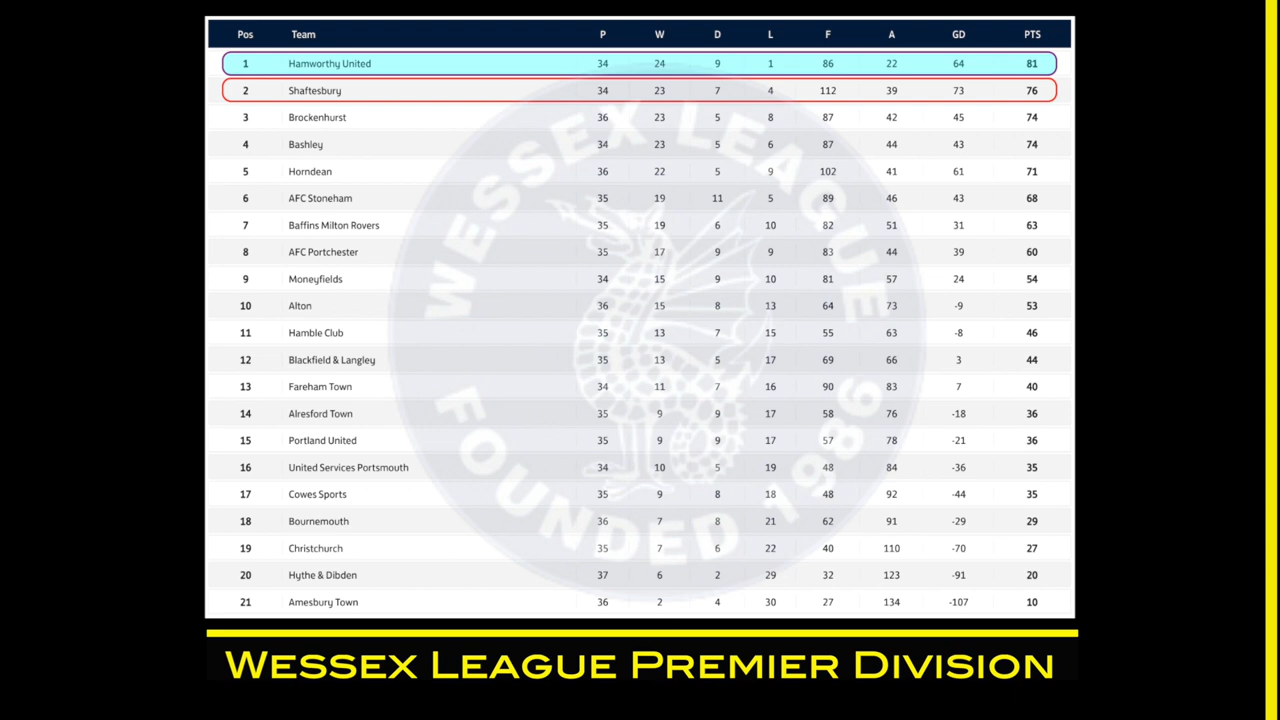 Pos Team P W D L F A GD PTS
1 Hamworthy United 34 24 9 1 86 22 64 81
2 Shaftesbury 34 23 7 4 112 39 73 76
3 Brockenhurst 36 23 5 8 87 42 45 74
4 Bashley 34 23 5 6 87 44 43 74
5 Horndean 36 22 5 9 102 41 61 71
6 AFC Stoneham 35 19 11 5 89 46 43 68
7 Baffins Milton Rovers 35 19 6 10 82 51 31 63
8 AFC Portchester 35 17 9 9 83 44 39 60
9 Moneyfields 34 15 9 10 81 57 24 54
10 Alton 36 15 8 13 64 73 -9 53
11 Hamble Club 35 13 7 15 55 63 -8 46
12 Blackfield & Langley 35 13 5 17 69 66 3 44
13 Fareham Town 34 11 7 16 90 83 7 40
14 Alresford Town 35 9 9 17 58 76 -18 36
15 Portland United 35 9 9 17 57 78 -21 36
16 United Services Portsmouth 34 10 5 19 48 84 -36 35
17 Cowes Sports 35 9 8 18 48 92 -44 35
18 Bournemouth 36 7 8 21 62 91 -29 29
19 Christchurch 35 7 6 22 40 110 -70 27
20 Hythe & Dibden 37 6 2 29 32 123 -91 20
21 Amesbury Town 36 2 4 30 27 134 -107 10
WESSEX LEAGUE
FOUNDED 1986
WESSEX LEAGUE PREMIER DIVISION